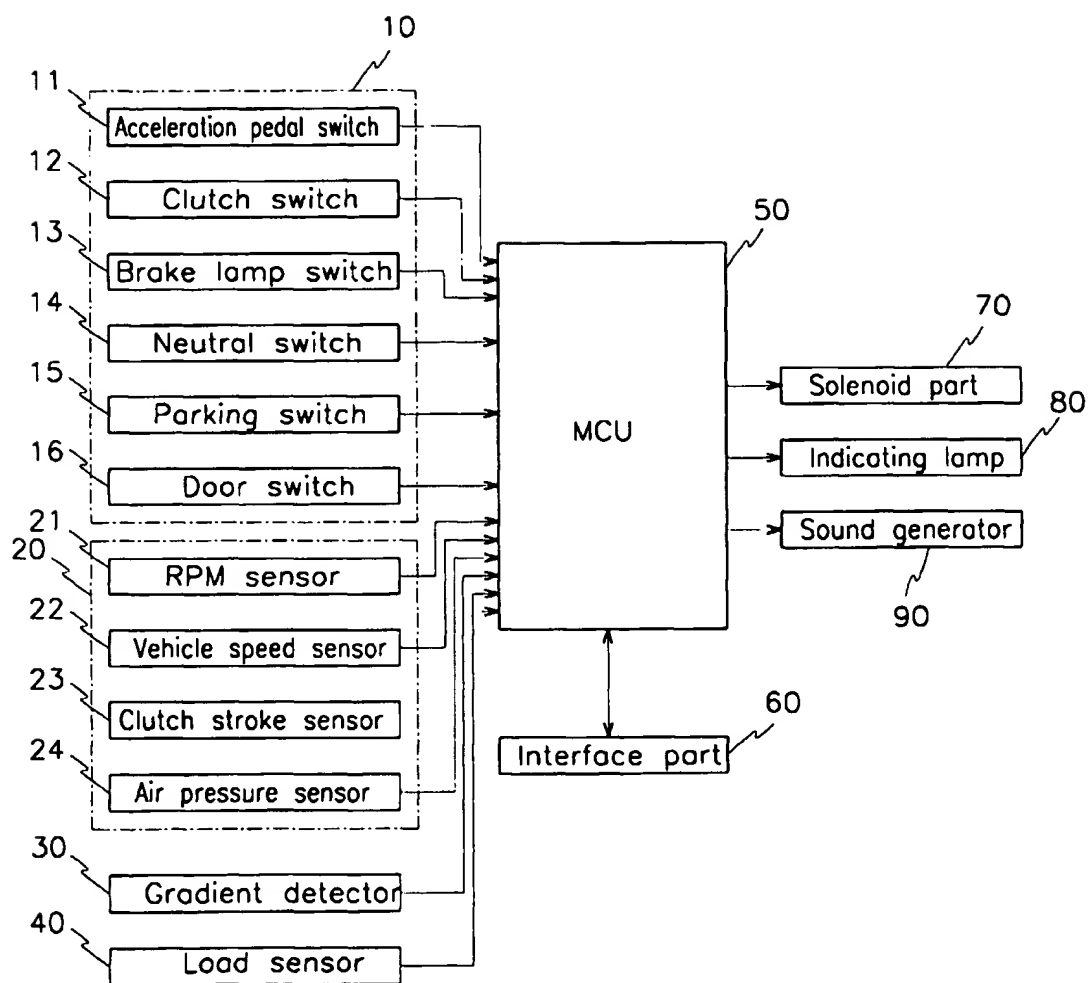 10
11
Acceleration pedal switch
12
Clutch switch
13
Brake lamp switch
14
Neutral switch
15
Parking switch
16
Door switch
21
20
RPM sensor
22
Vehicle speed sensor
23
Clutch stroke sensor
24
Air pressure sensor
30
Gradient detector
40
Load sensor
50
MCU
60
Interface part
70
Solenoid part
80
Indicating lamp
Sound generator
90